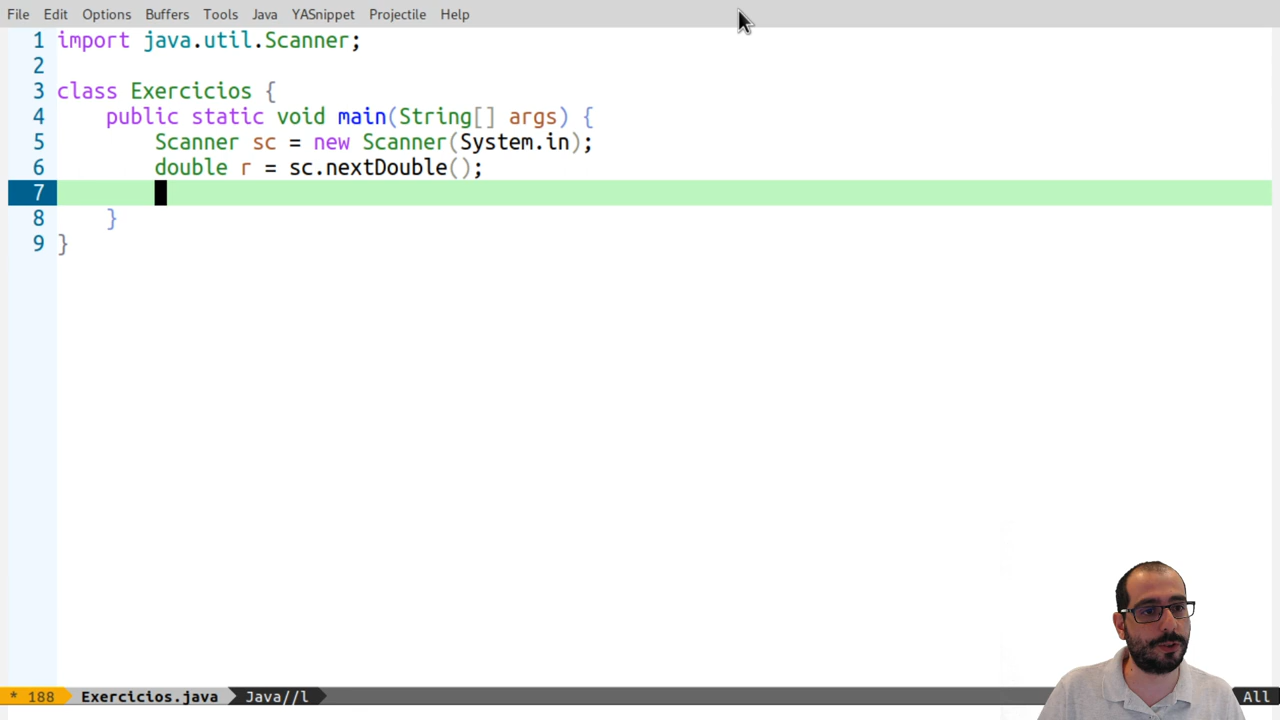 File Edit Options Buffers Tools Java YASnippet Projectile Help
1 import java.util.Scanner;
2
3 class Exercicios {
4 public static void main(String[] args) {
5 Scanner sc = new Scanner(System.in);
6 double r = sc.nextDouble();
7
8 }
9 }
* 188 Exercicios.java Java//l All